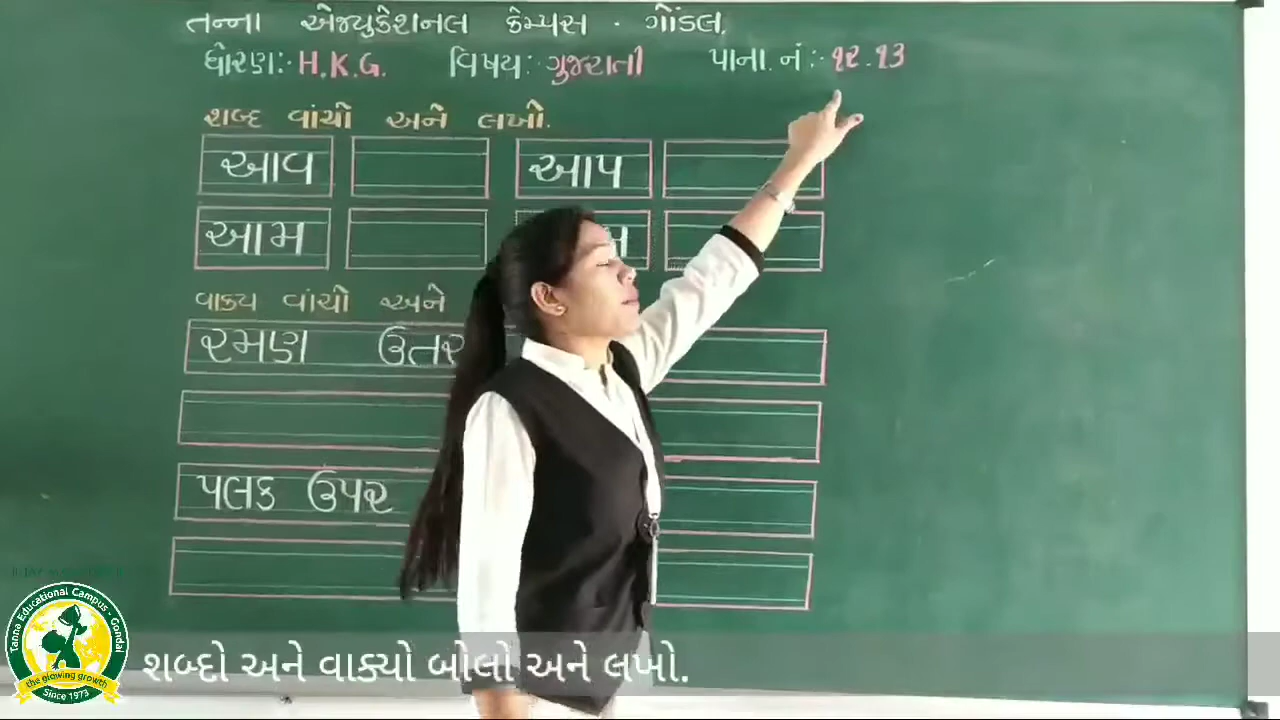 તન્ના એજ્યુકેશનલ કેમ્પસ - ગોંડલ.
ધોરણ:- H.K.G. વિષય:- ગુજરાતી પાના. નં:- ૧૨.૧૩
શબ્દ વાંચો અને લખો.
આવ આપ
આમ
વાક્ય વાંચો અને
રમણ ઉતર
પલક ઉપર
શબ્દો અને વાક્યો બોલો અને લખો.
Tanna Educational Campus - Gondal
the glowing growth
Since 1973